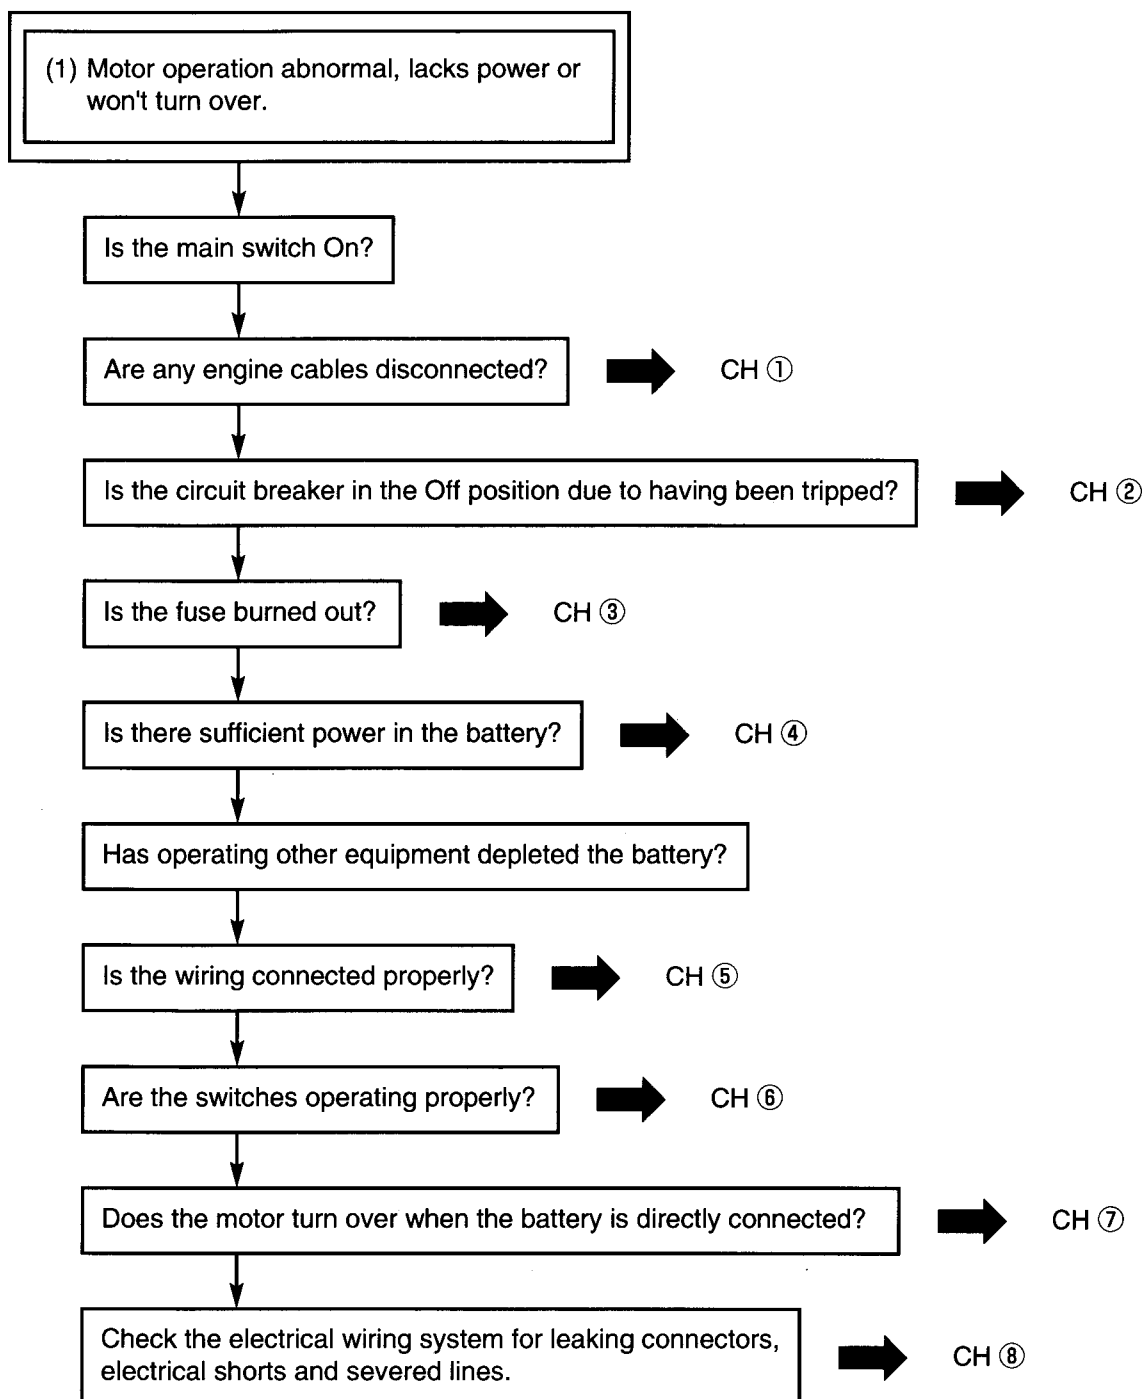 (1) Motor operation abnormal, lacks power or
won't turn over.
Is the main switch On?
Are any engine cables disconnected?
CH ①
Is the circuit breaker in the Off position due to having been tripped?
CH ②
Is the fuse burned out?
CH ③
Is there sufficient power in the battery?
CH ④
Has operating other equipment depleted the battery?
Is the wiring connected properly?
CH ⑤
Are the switches operating properly?
CH ⑥
Does the motor turn over when the battery is directly connected?
CH ⑦
Check the electrical wiring system for leaking connectors,
electrical shorts and severed lines.
CH ⑧